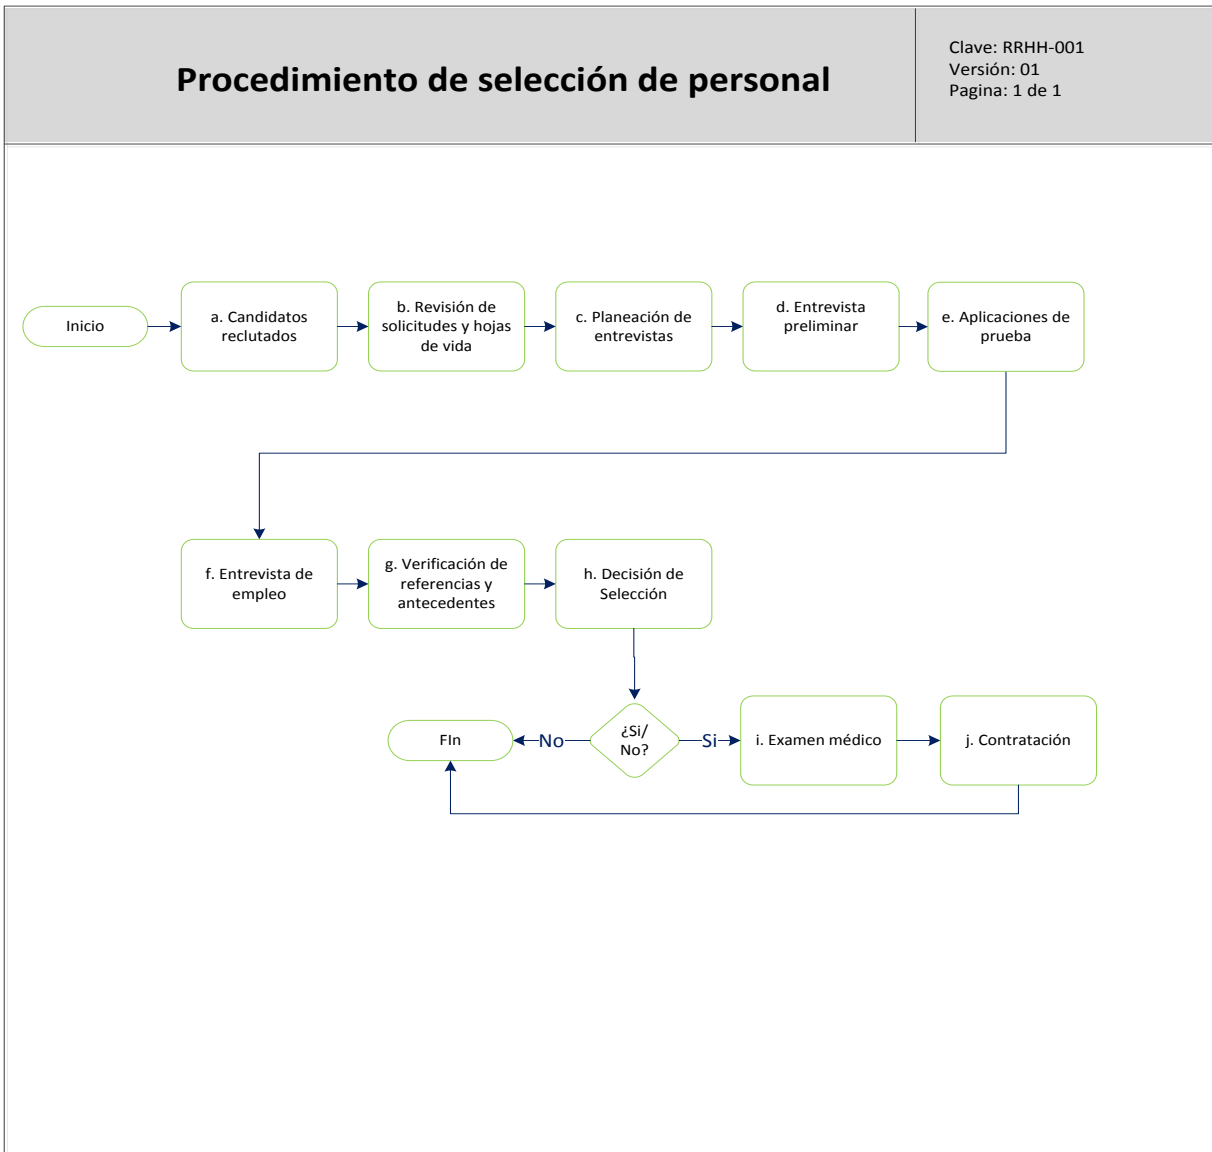 Procedimiento de selección de personal
Clave: RRHH-001
Versión: 01
Pagina: 1 de 1
Inicio
a. Candidatos
reclutados
b. Revisión de
solicitudes y hojas
de vida
c. Planeación de
entrevistas
d. Entrevista
preliminar
e. Aplicaciones de
prueba
f. Entrevista de
empleo
g. Verificación de
referencias y
antecedentes
h. Decisión de
Selección
FIn
No
¿Si/
No?
Si
i. Examen médico
j. Contratación